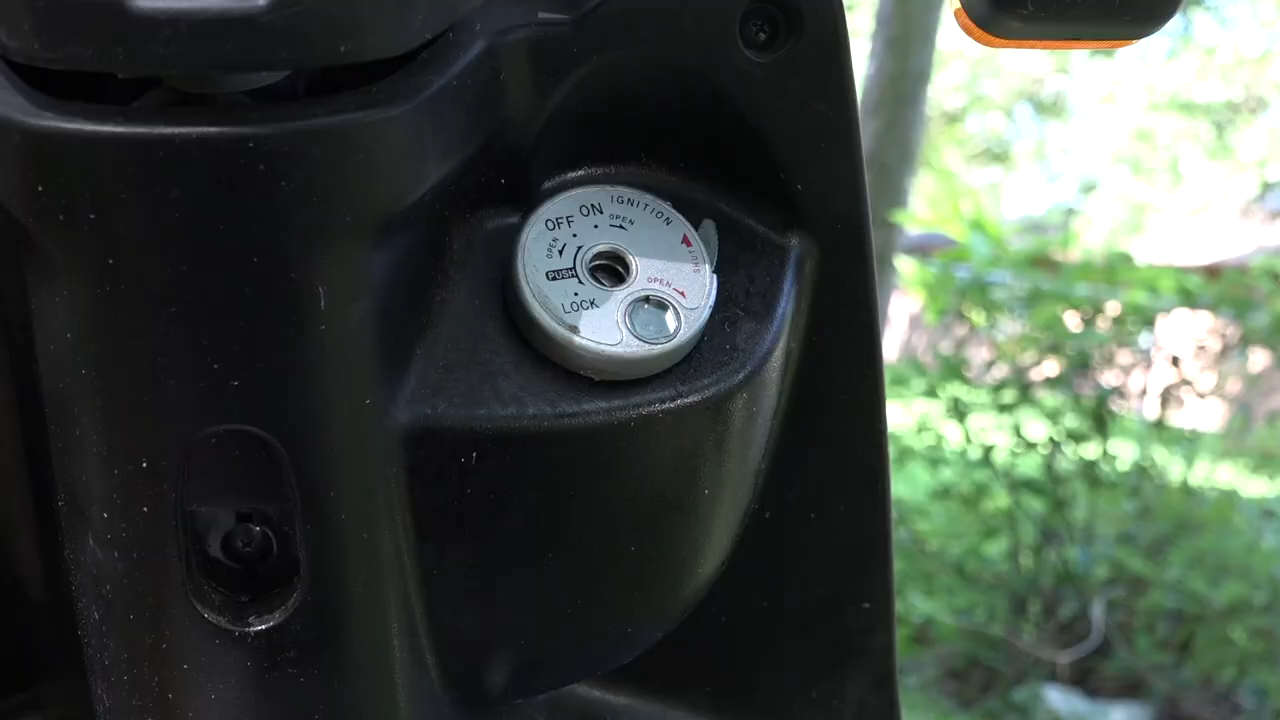 IGNITION
OFF ON
OPEN
OPEN
SHUT
PUSH
OPEN
LOCK